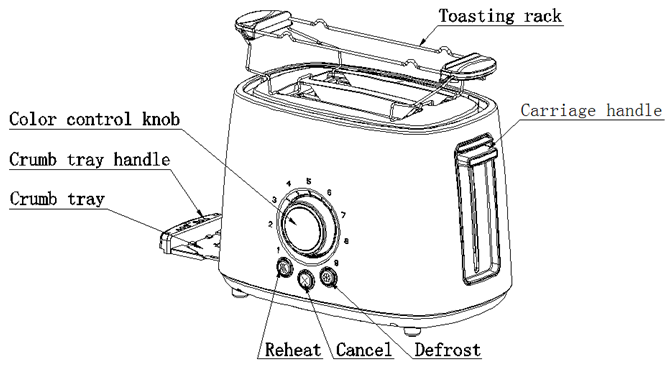 Toasting rack
Carriage handle
Color control knob
Crumb tray handle
Crumb tray
1
2
3
4
5
6
7
8
9
Reheat
Cancel
Defrost